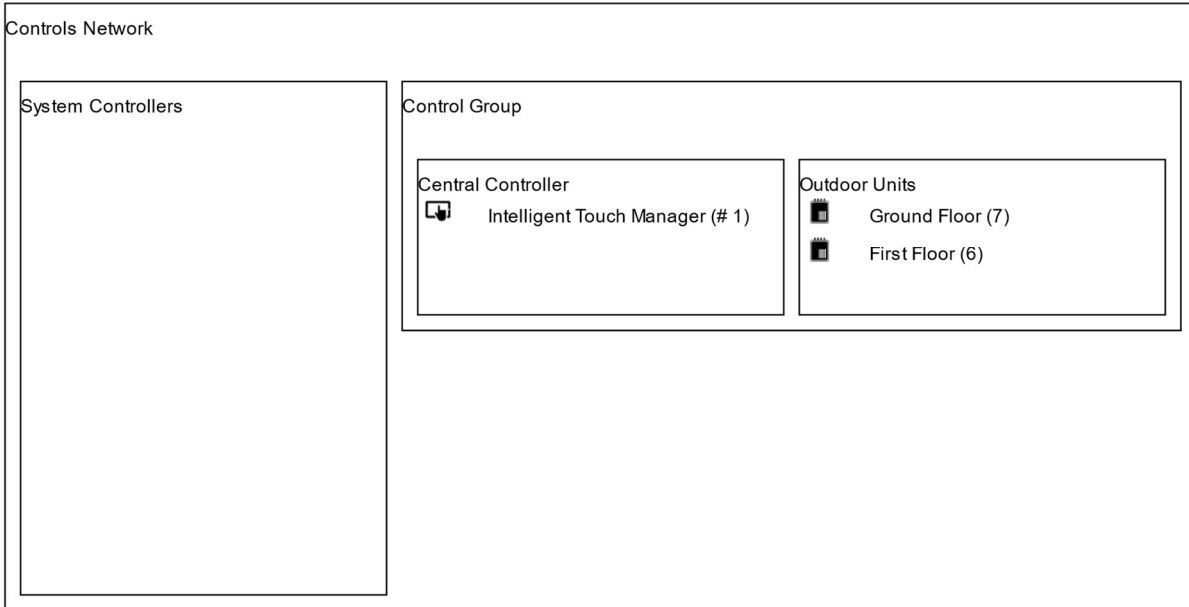 Controls Network
System Controllers
Control Group
Central Controller
Intelligent Touch Manager (# 1)
Outdoor Units
Ground Floor (7)
First Floor (6)